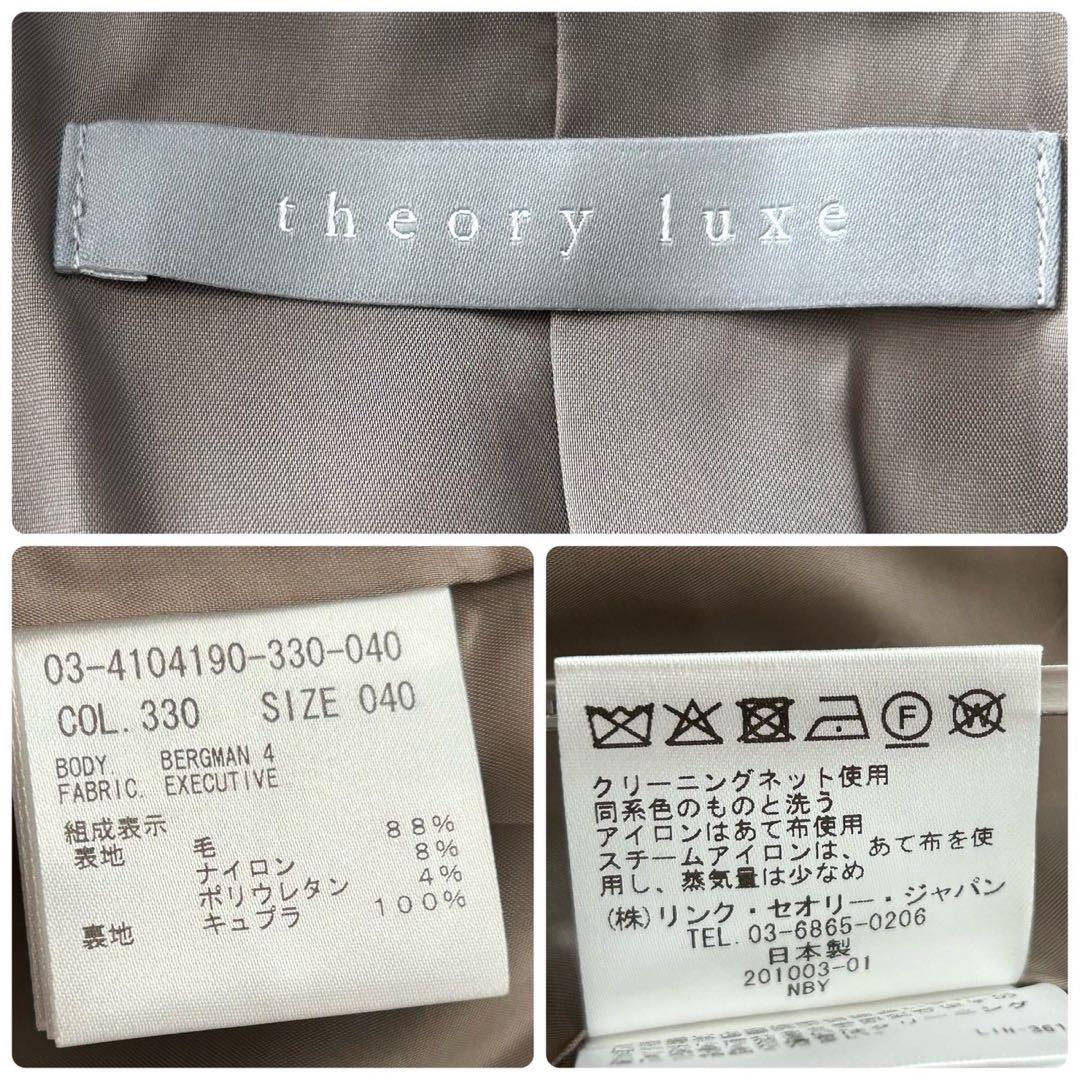 theory luxe
03-4104190-330-040
COL.330 SIZE 040
BODY BERGMAN 4
FABRIC. EXECUTIVE
組成表示
表地 毛 88%
ナイロン 8%
ポリウレタン 4%
裏地 キュプラ 100%
F
W
クリーニングネット使用
同系色のものと洗う
アイロンはあて布使用
スチームアイロンは、あて布を使
用し、蒸気量は少なめ
(株)リンク・セオリー・ジャパン
TEL.03-6865-0206
日本製
201003-01
NBY